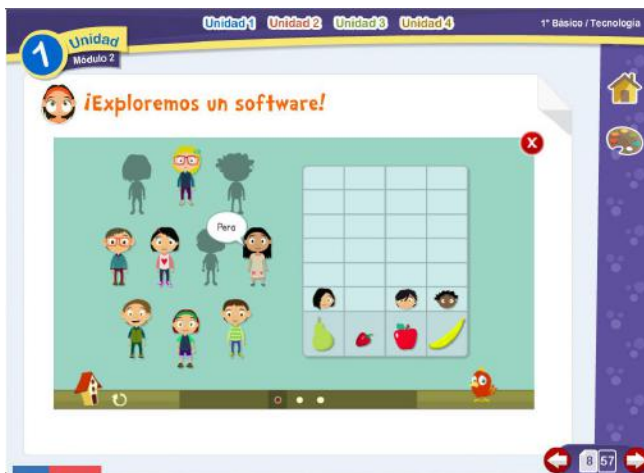 Unidad 1 Unidad 2 Unidad 3 Unidad 4
1° Básico / Tecnología
1 Unidad
Módulo 2
¡Exploremos un software!
X
Pera
8 57